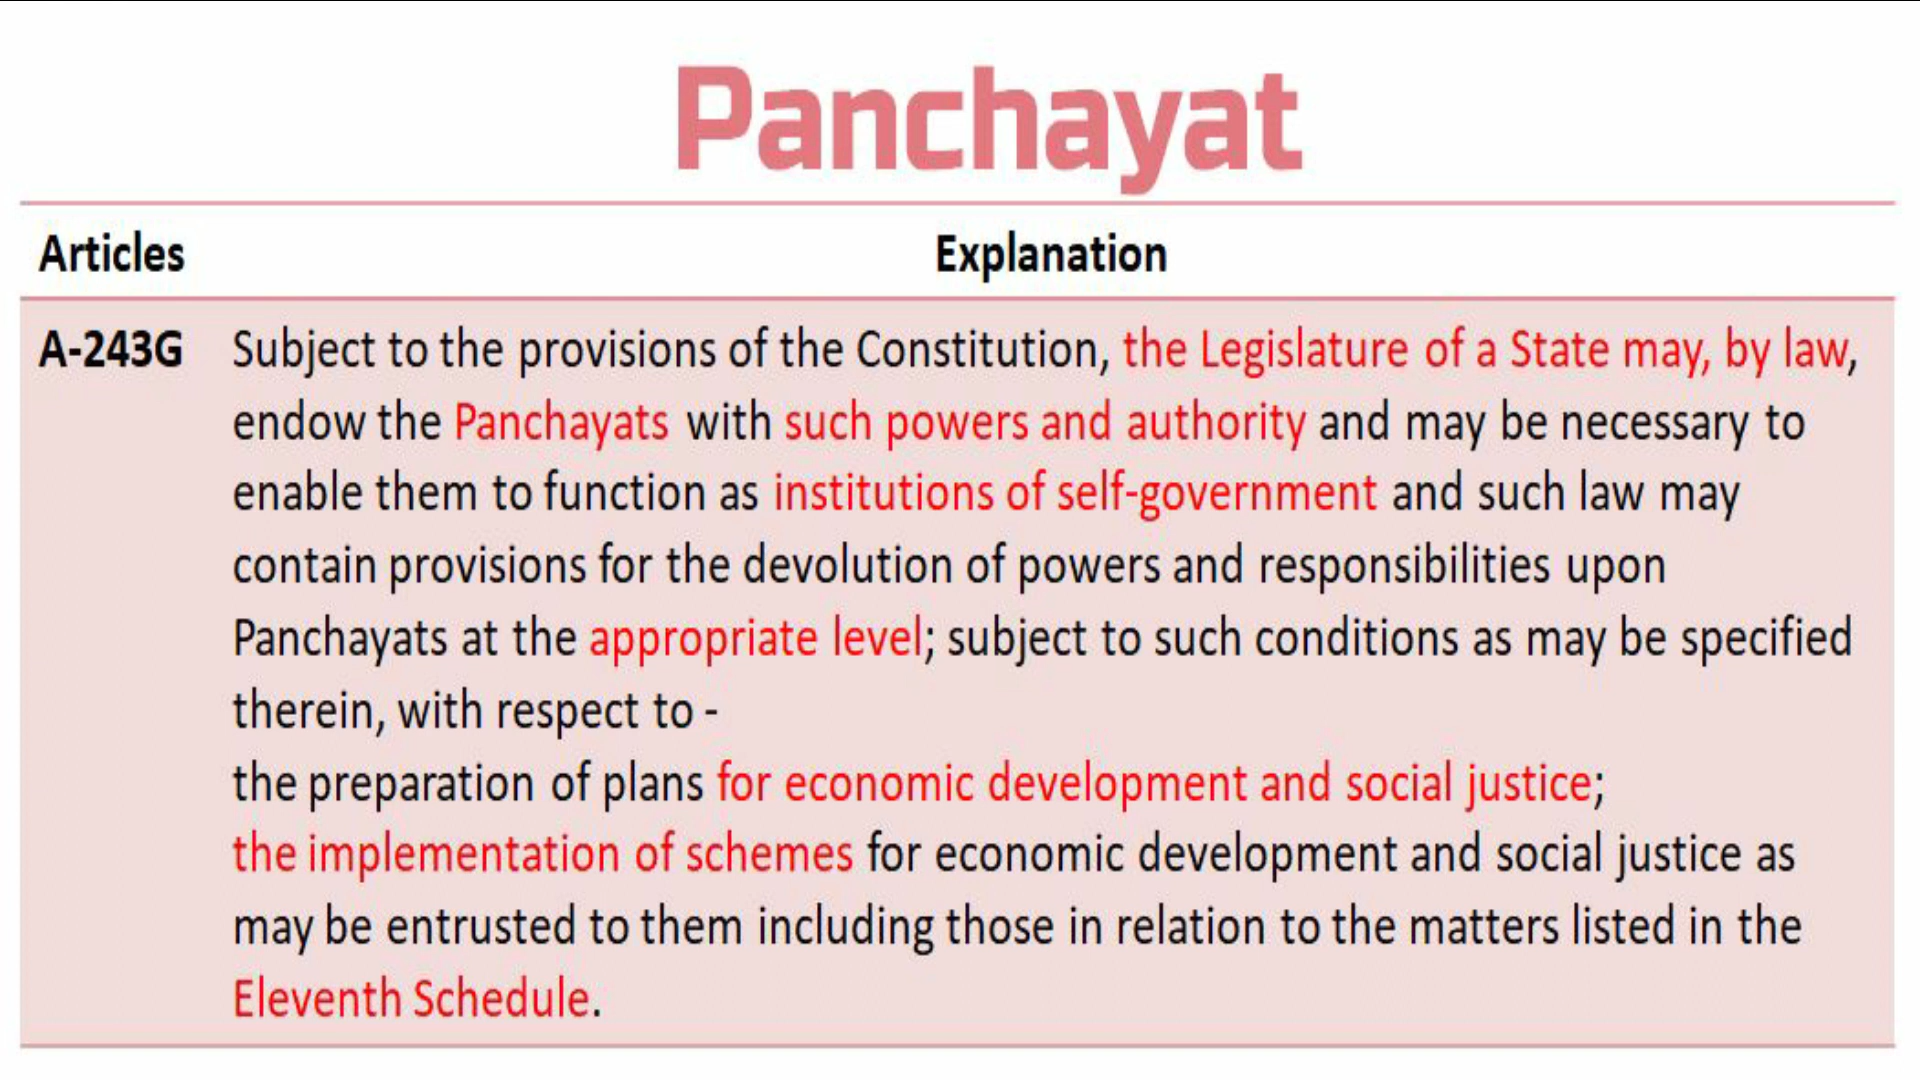 Panchayat
Articles Explanation
A-243G Subject to the provisions of the Constitution, the Legislature of a State may, by law,
endow the Panchayats with such powers and authority and may be necessary to
enable them to function as institutions of self-government and such law may
contain provisions for the devolution of powers and responsibilities upon
Panchayats at the appropriate level; subject to such conditions as may be specified
therein, with respect to -
the preparation of plans for economic development and social justice;
the implementation of schemes for economic development and social justice as
may be entrusted to them including those in relation to the matters listed in the
Eleventh Schedule.